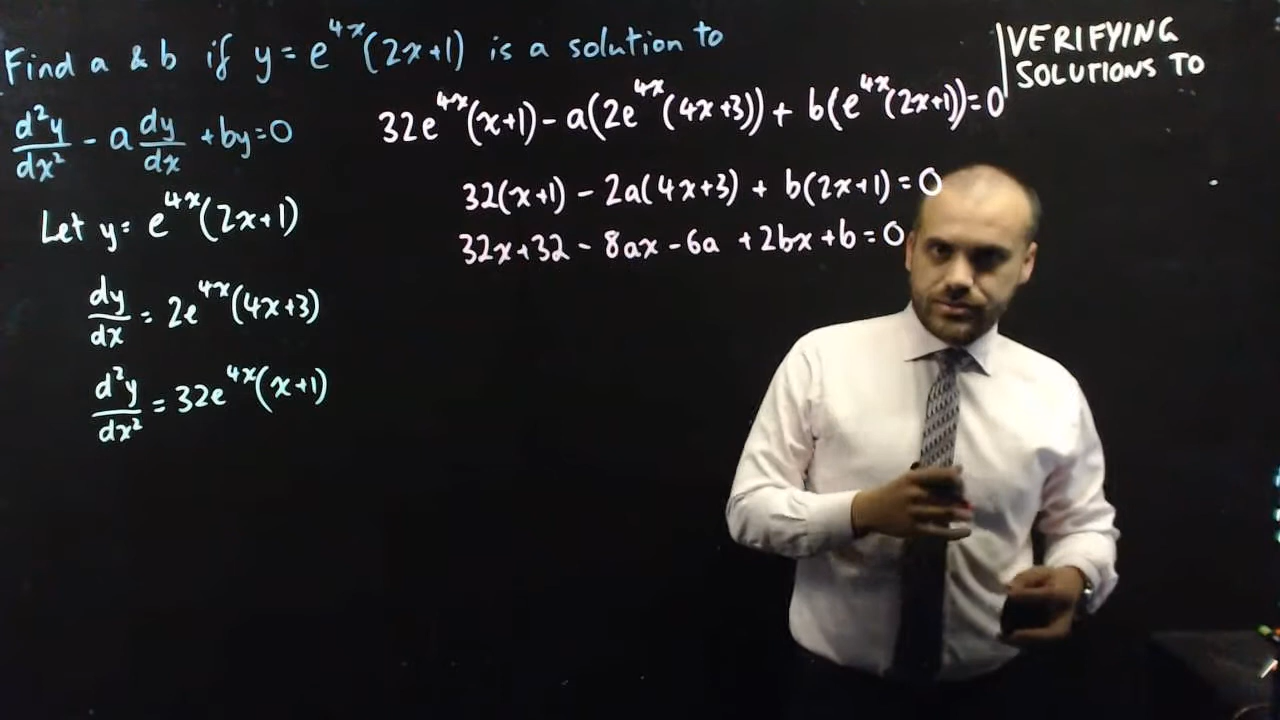 Find a & b if y = e^{4x}(2x+1) is a solution to
d²y/dx² - a dy/dx + by = 0
Let y = e^{4x}(2x+1)
dy/dx = 2e^{4x}(4x+3)
d²y/dx² = 32e^{4x}(x+1)
32e^{4x}(x+1) - a(2e^{4x}(4x+3)) + b(e^{4x}(2x+1)) = 0
32(x+1) - 2a(4x+3) + b(2x+1) = 0
32x+32 - 8ax - 6a + 2bx + b = 0
VERIFYING
SOLUTIONS TO